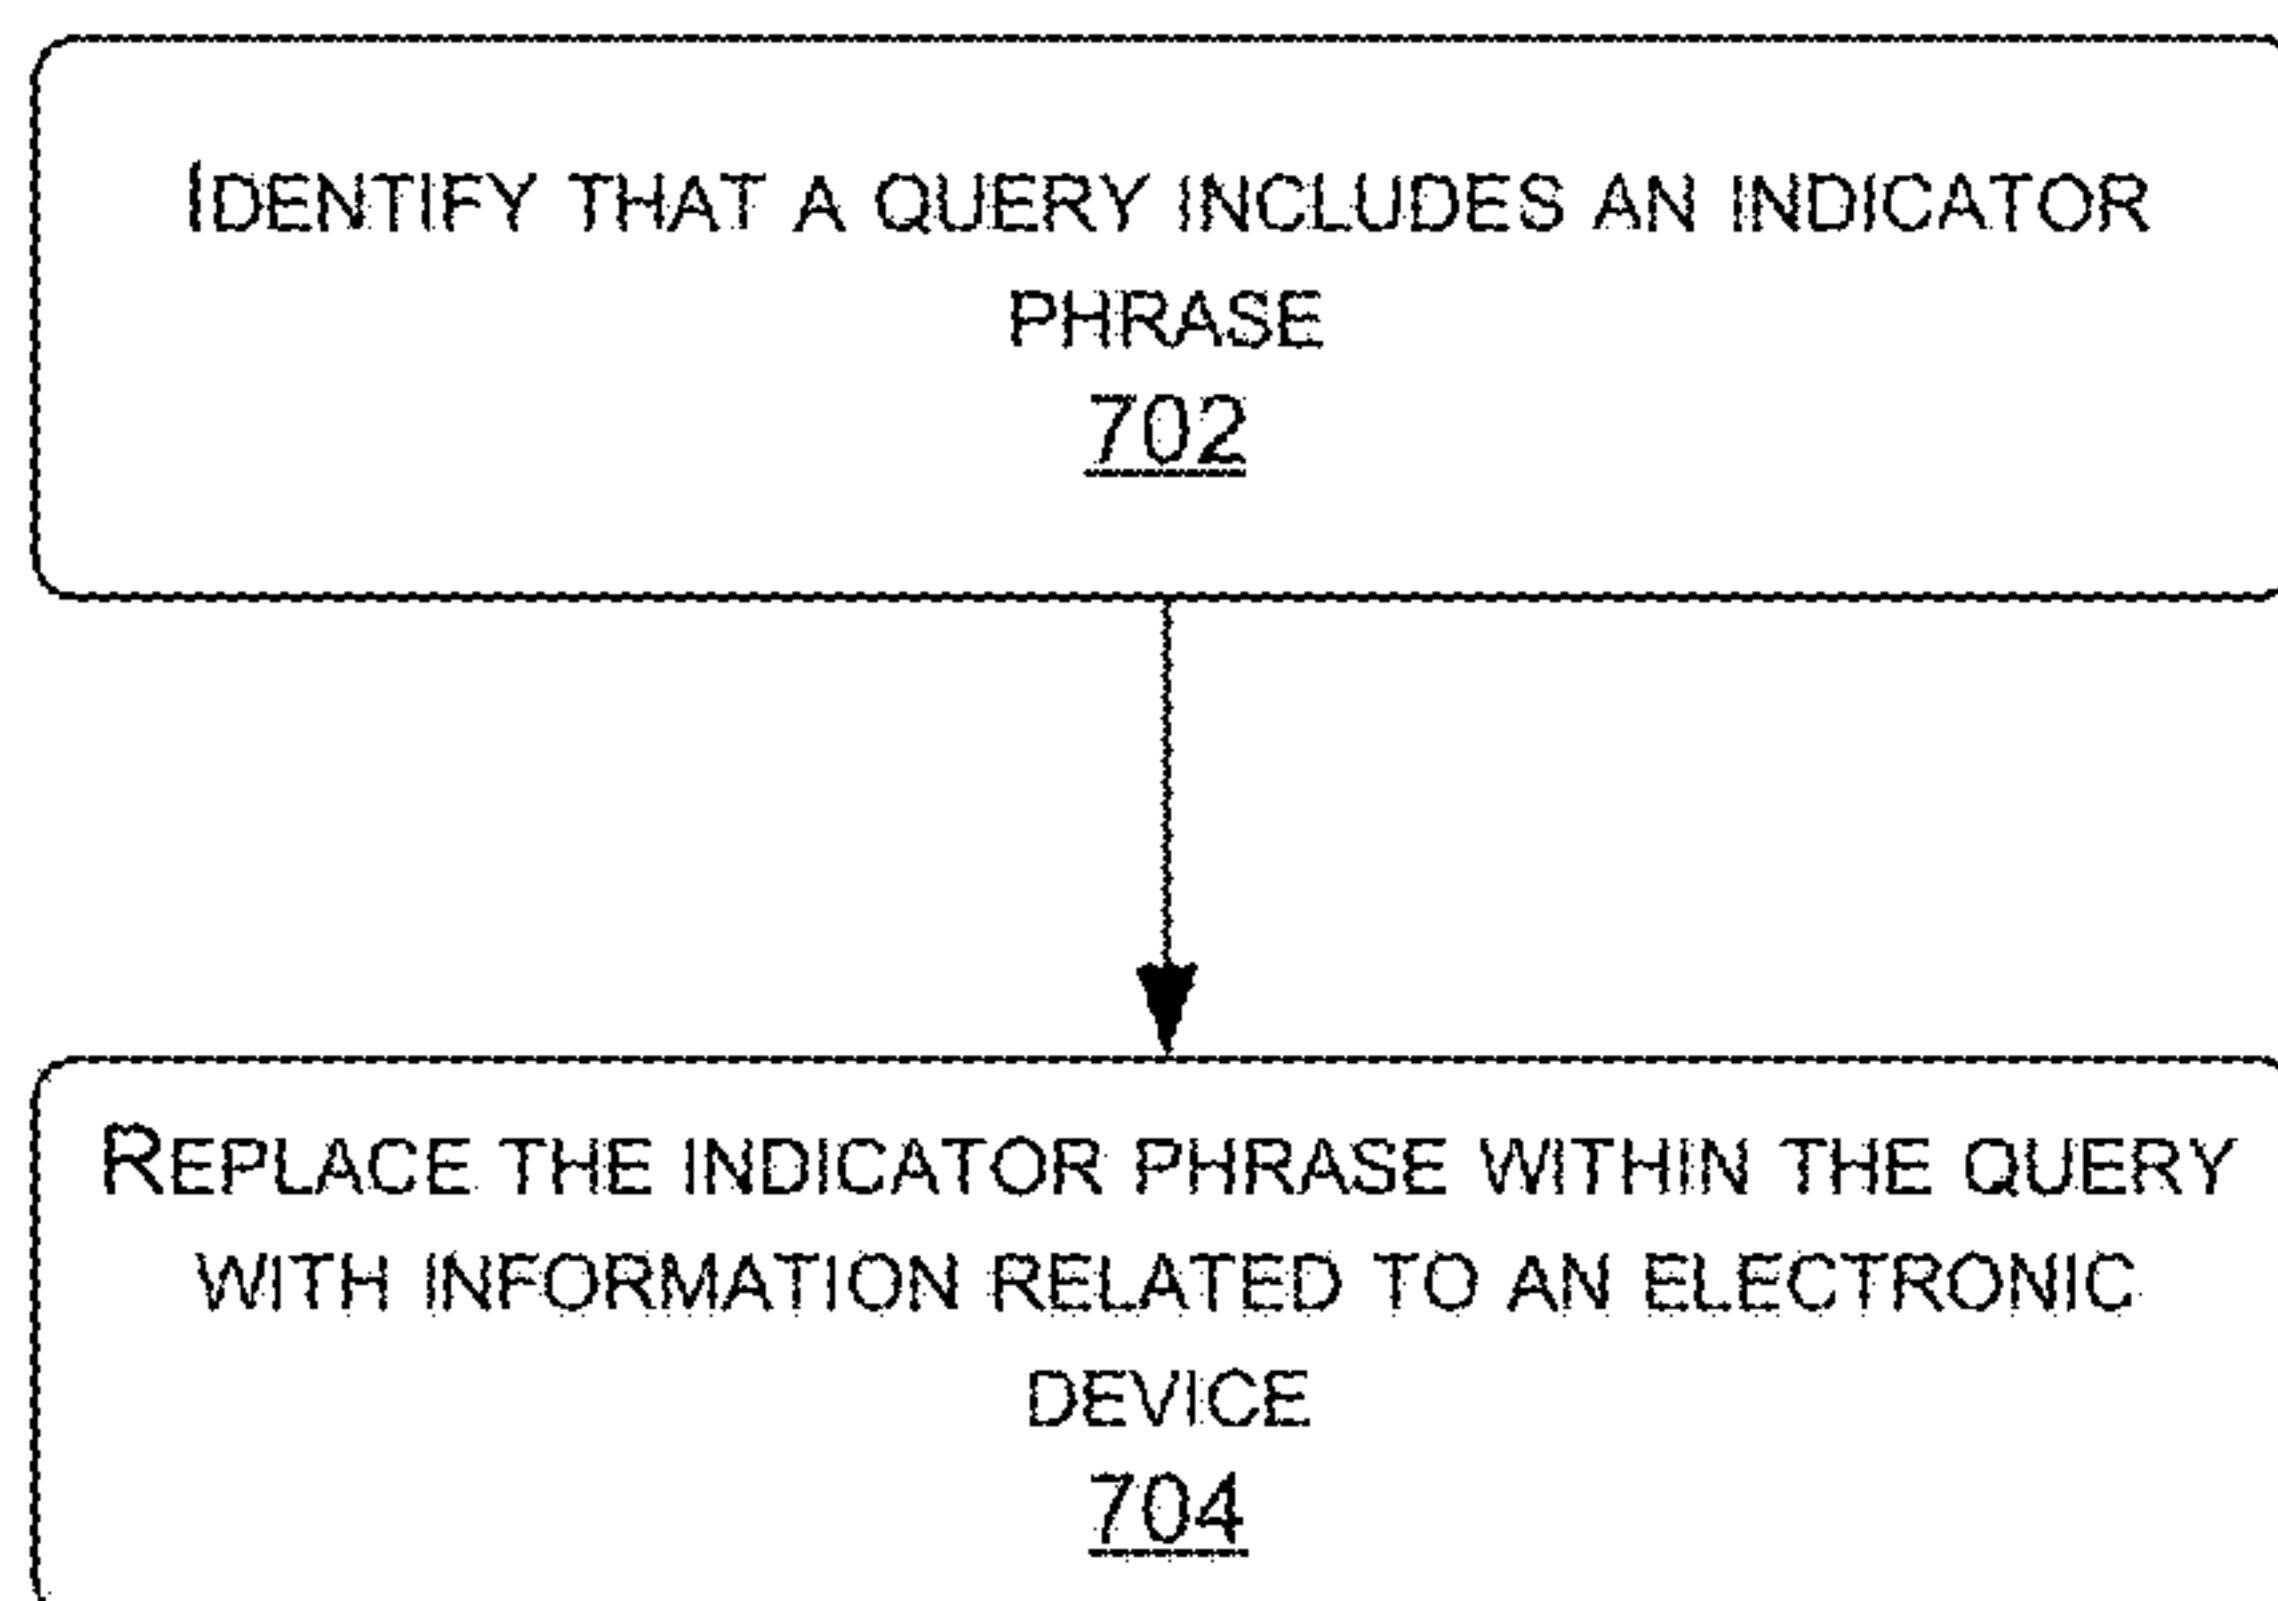 IDENTIFY THAT A QUERY INCLUDES AN INDICATOR
PHRASE
702
REPLACE THE INDICATOR PHRASE WITHIN THE QUERY
WITH INFORMATION RELATED TO AN ELECTRONIC
DEVICE
704